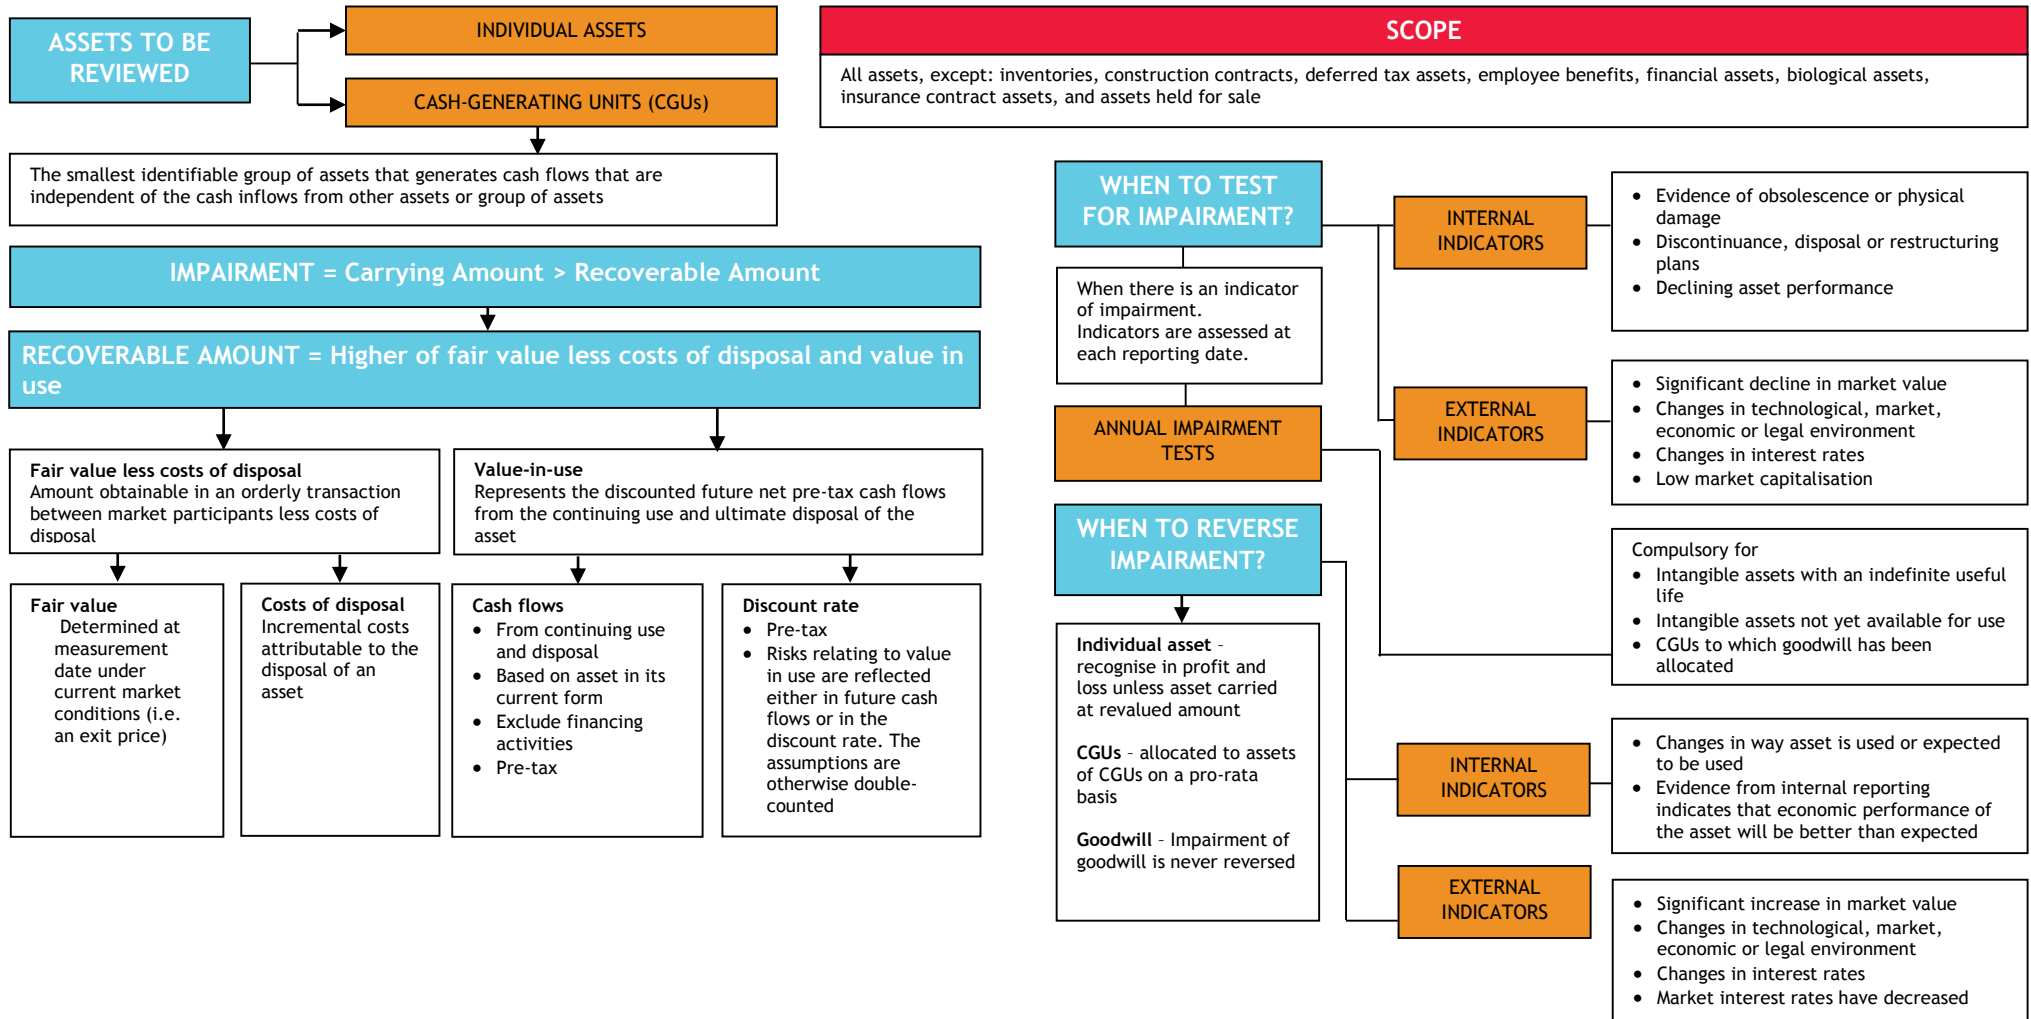 ASSETS TO BE
REVIEWED
INDIVIDUAL ASSETS
CASH-GENERATING UNITS (CGUs)
The smallest identifiable group of assets that generates cash flows that are
independent of the cash inflows from other assets or group of assets
SCOPE
All assets, except: inventories, construction contracts, deferred tax assets, employee benefits, financial assets, biological assets,
insurance contract assets, and assets held for sale
IMPAIRMENT = Carrying Amount > Recoverable Amount
RECOVERABLE AMOUNT = Higher of fair value less costs of disposal and value in
use
Fair value less costs of disposal
Amount obtainable in an orderly transaction
between market participants less costs of
disposal
Value-in-use
Represents the discounted future net pre-tax cash flows
from the continuing use and ultimate disposal of the
asset
Fair value
Determined at
measurement
date under
current market
conditions (i.e.
an exit price)
Costs of disposal
Incremental costs
attributable to the
disposal of an
asset
Cash flows
• From continuing use
and disposal
• Based on asset in its
current form
• Exclude financing
activities
• Pre-tax
Discount rate
• Pre-tax
• Risks relating to value
in use are reflected
either in future cash
flows or in the
discount rate. The
assumptions are
otherwise double-
counted
WHEN TO TEST
FOR IMPAIRMENT?
When there is an indicator
of impairment.
Indicators are assessed at
each reporting date.
ANNUAL IMPAIRMENT
TESTS
INTERNAL
INDICATORS
• Evidence of obsolescence or physical
damage
• Discontinuance, disposal or restructuring
plans
• Declining asset performance
EXTERNAL
INDICATORS
• Significant decline in market value
• Changes in technological, market,
economic or legal environment
• Changes in interest rates
• Low market capitalisation
Compulsory for
• Intangible assets with an indefinite useful
life
• Intangible assets not yet available for use
• CGUs to which goodwill has been
allocated
WHEN TO REVERSE
IMPAIRMENT?
Individual asset –
recognise in profit and
loss unless asset carried
at revalued amount
CGUs – allocated to assets
of CGUs on a pro-rata
basis
Goodwill – Impairment of
goodwill is never reversed
INTERNAL
INDICATORS
• Changes in way asset is used or expected
to be used
• Evidence from internal reporting
indicates that economic performance of
the asset will be better than expected
EXTERNAL
INDICATORS
• Significant increase in market value
• Changes in technological, market,
economic or legal environment
• Changes in interest rates
• Market interest rates have decreased